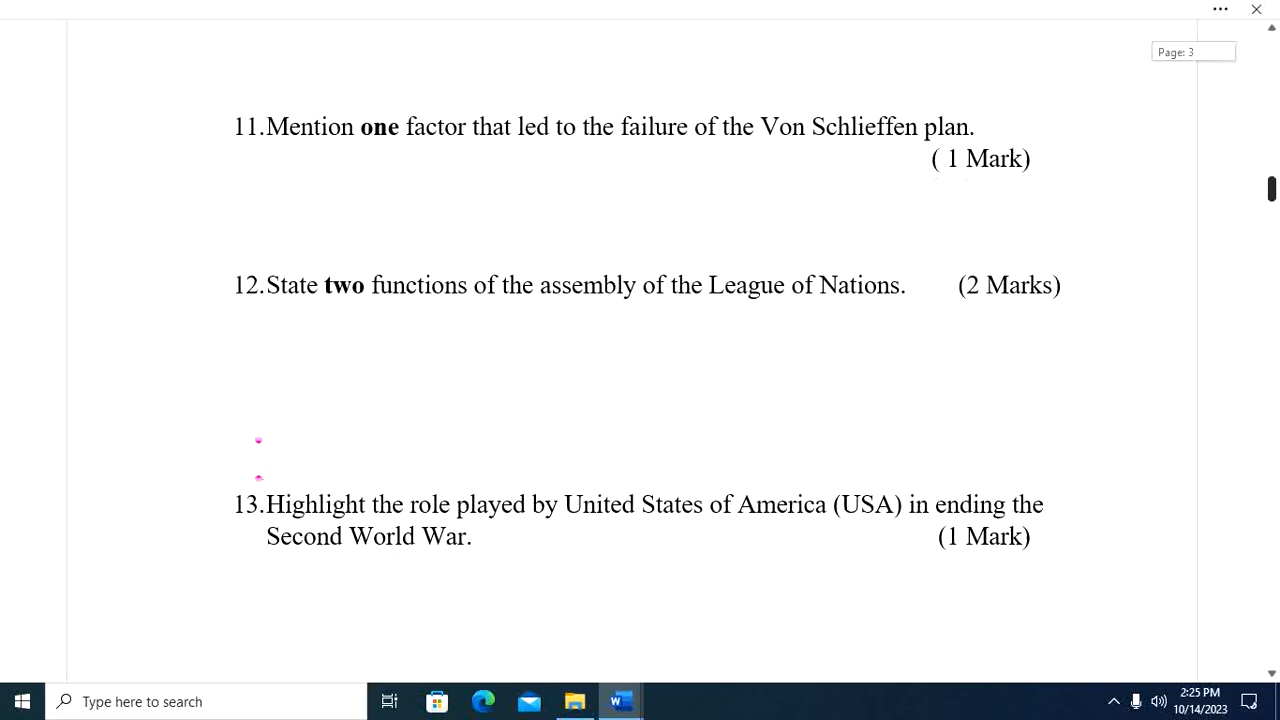 Page: 3
11.Mention one factor that led to the failure of the Von Schlieffen plan.
( 1 Mark)
12.State two functions of the assembly of the League of Nations. (2 Marks)
13.Highlight the role played by United States of America (USA) in ending the
Second World War. (1 Mark)
Type here to search
2:25 PM
10/14/2023